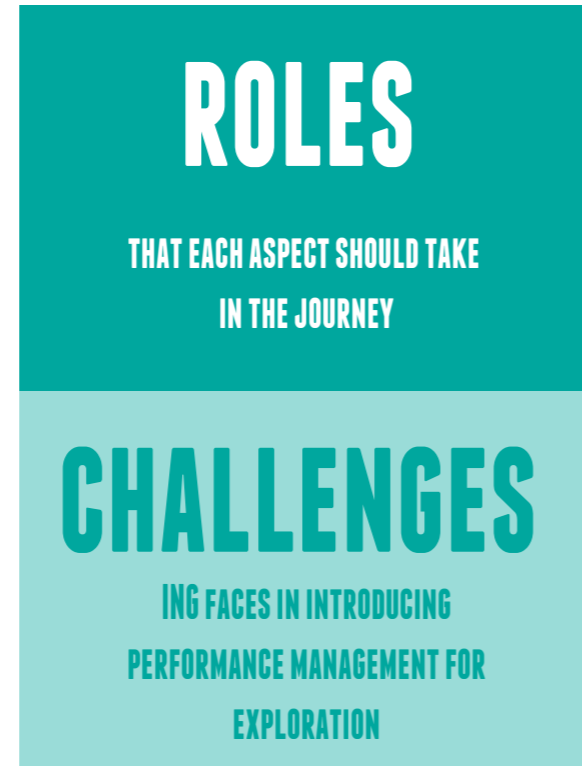 ROLES
THAT EACH ASPECT SHOULD TAKE
IN THE JOURNEY
CHALLENGES
ING FACES IN INTRODUCING
PERFORMANCE MANAGEMENT FOR
EXPLORATION